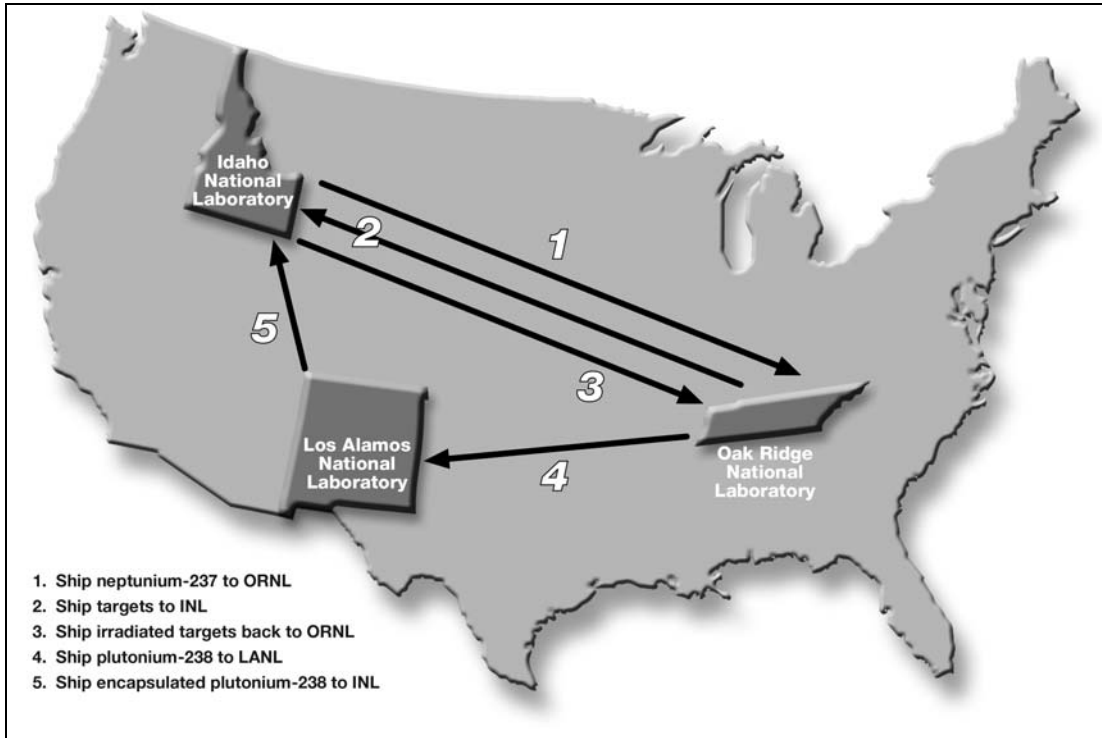 Idaho
National
Laboratory
1
2
3
5
4
Los Alamos
National
Laboratory
Oak Ridge
National
Laboratory
1. Ship neptunium-237 to ORNL
2. Ship targets to INL
3. Ship irradiated targets back to ORNL
4. Ship plutonium-238 to LANL
5. Ship encapsulated plutonium-238 to INL